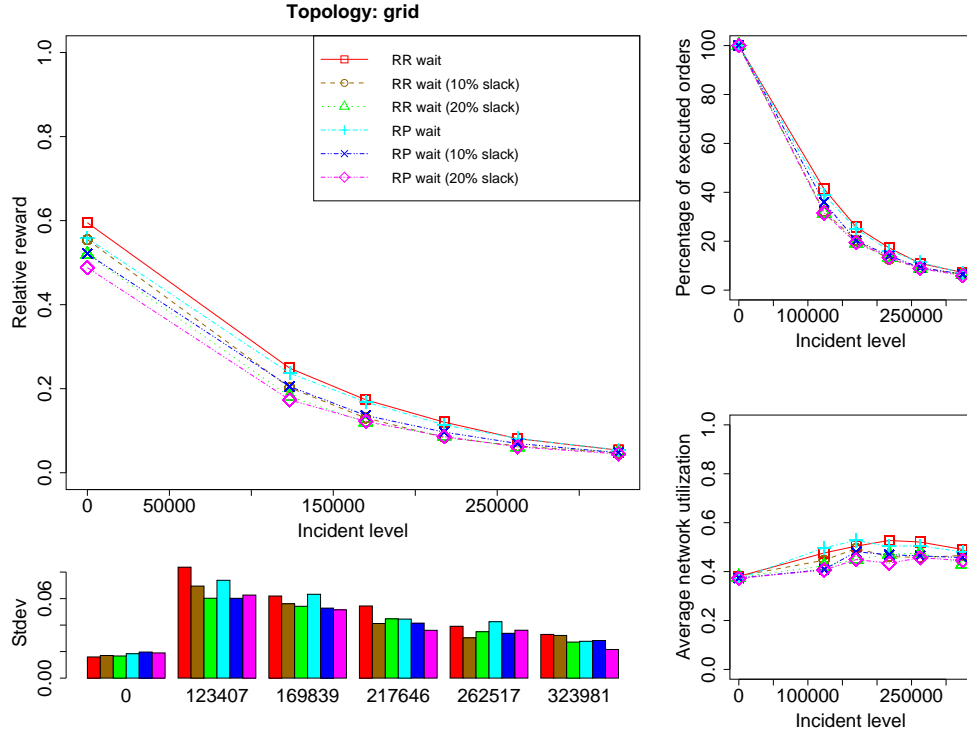 Topology: grid
RR wait
RR wait (10% slack)
RR wait (20% slack)
RP wait
RP wait (10% slack)
RP wait (20% slack)
Relative reward
0.0
0.2
0.4
0.6
0.8
1.0
0
50000
150000
250000
Incident level
Percentage of executed orders
0
20
40
60
80
100
0
100000
250000
Incident level
Stdev
0.00
0.06
0
123407
169839
217646
262517
323981
Average network utilization
0.0
0.2
0.4
0.6
0.8
1.0
0
100000
250000
Incident level